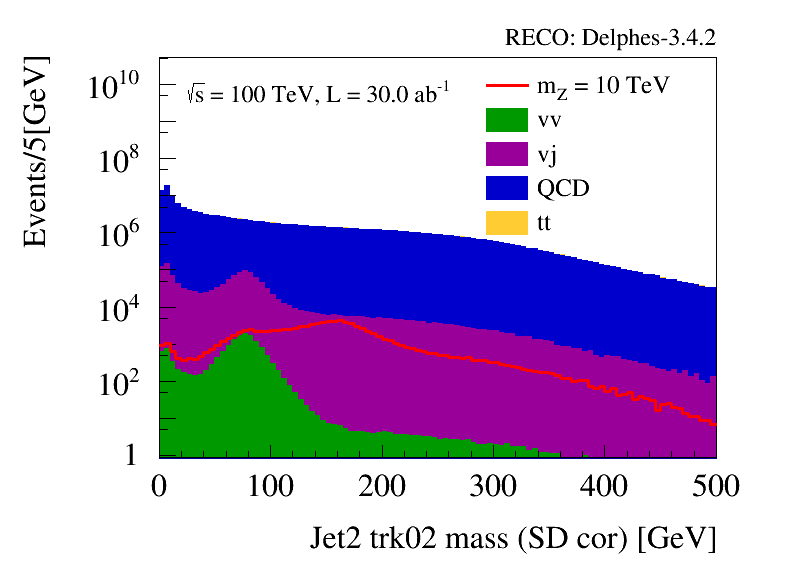 RECO: Delphes-3.4.2
Events/5[GeV]
√s = 100 TeV, L = 30.0 ab⁻¹
m_Z = 10 TeV
vv
vj
QCD
tt
10¹⁰
10⁸
10⁶
10⁴
10²
1
0 100 200 300 400 500
Jet2 trk02 mass (SD cor) [GeV]